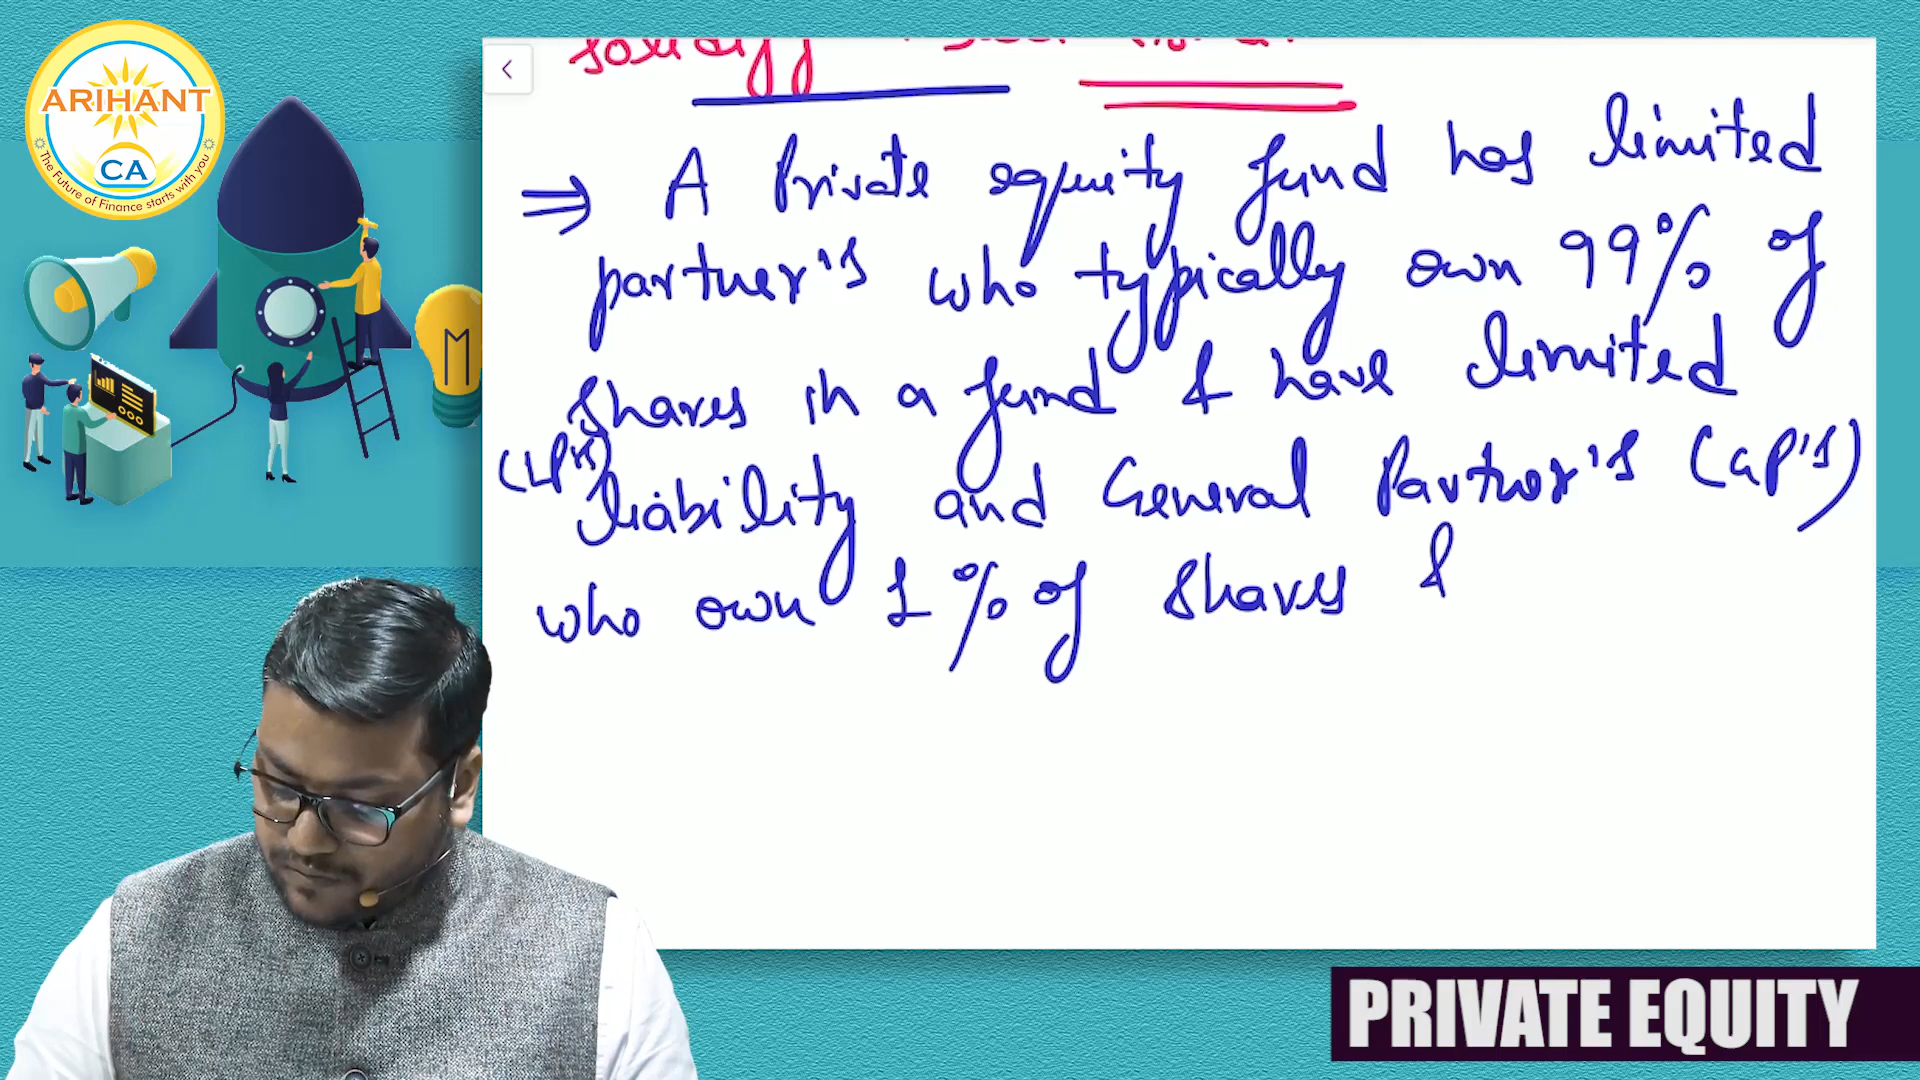 ARIHANT
CA
The Future of Finance starts with you
⇒ A Private equity fund has limited
partner's who typically own 99% of
shares in a fund & have limited
(LP's)
liability and General Partner's (GP's)
who own 1% of shares &
PRIVATE EQUITY